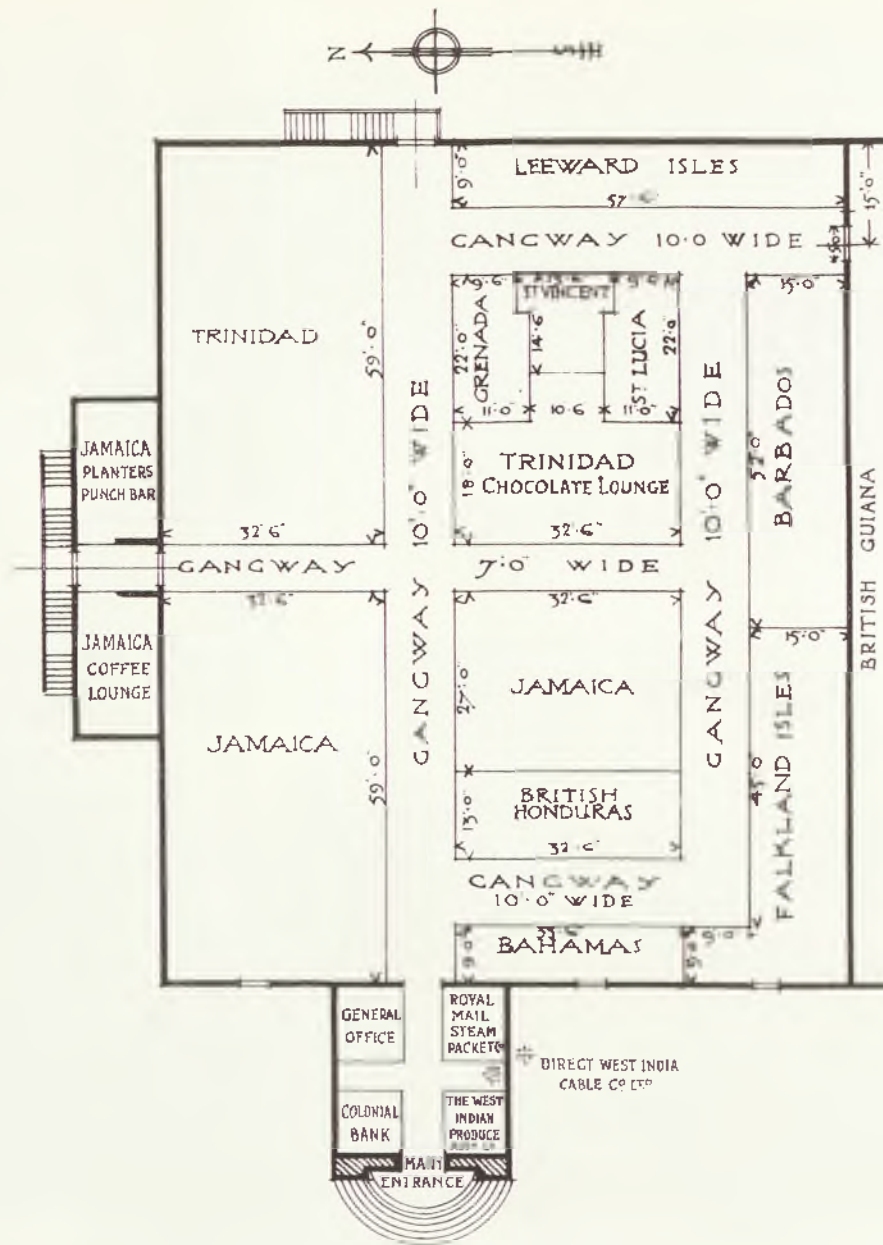 N
LEEWARD ISLES
9'·0"
57
15'·0"
GANGWAY 10·0 WIDE
TRINIDAD
59'·0"
9'·6"
9'·0"
15·0"
ST VINCENT
GRENADA
22'·0"
14'·6
ST LUCIA
22'·0"
11'·0"
10·6
11'·0"
GANGWAY 10'·0" WIDE
GANGWAY 10'·0" WIDE
52'·0"
BARBADOS
BRITISH GUIANA
JAMAICA
PLANTERS
PUNCH BAR
18'·0"
TRINIDAD
CHOCOLATE LOUNGE
32'·6"
32'·6"
GANGWAY
7'·0" WIDE
32'·6"
32'·6"
15'·0"
JAMAICA
COFFEE
LOUNGE
JAMAICA
59'·0"
27'·0"
JAMAICA
13'·0"
BRITISH
HONDURAS
32'·6"
45'·0
FALKLAND ISLES
GANGWAY
10'·0" WIDE
9'·0"
BAHAMAS
9'·0"
GENERAL
OFFICE
ROYAL
MAIL
STEAM
PACKET Co
DIRECT WEST INDIA
CABLE Co LTD
COLONIAL
BANK
THE WEST
INDIAN
PRODUCE
MAIN
ENTRANCE